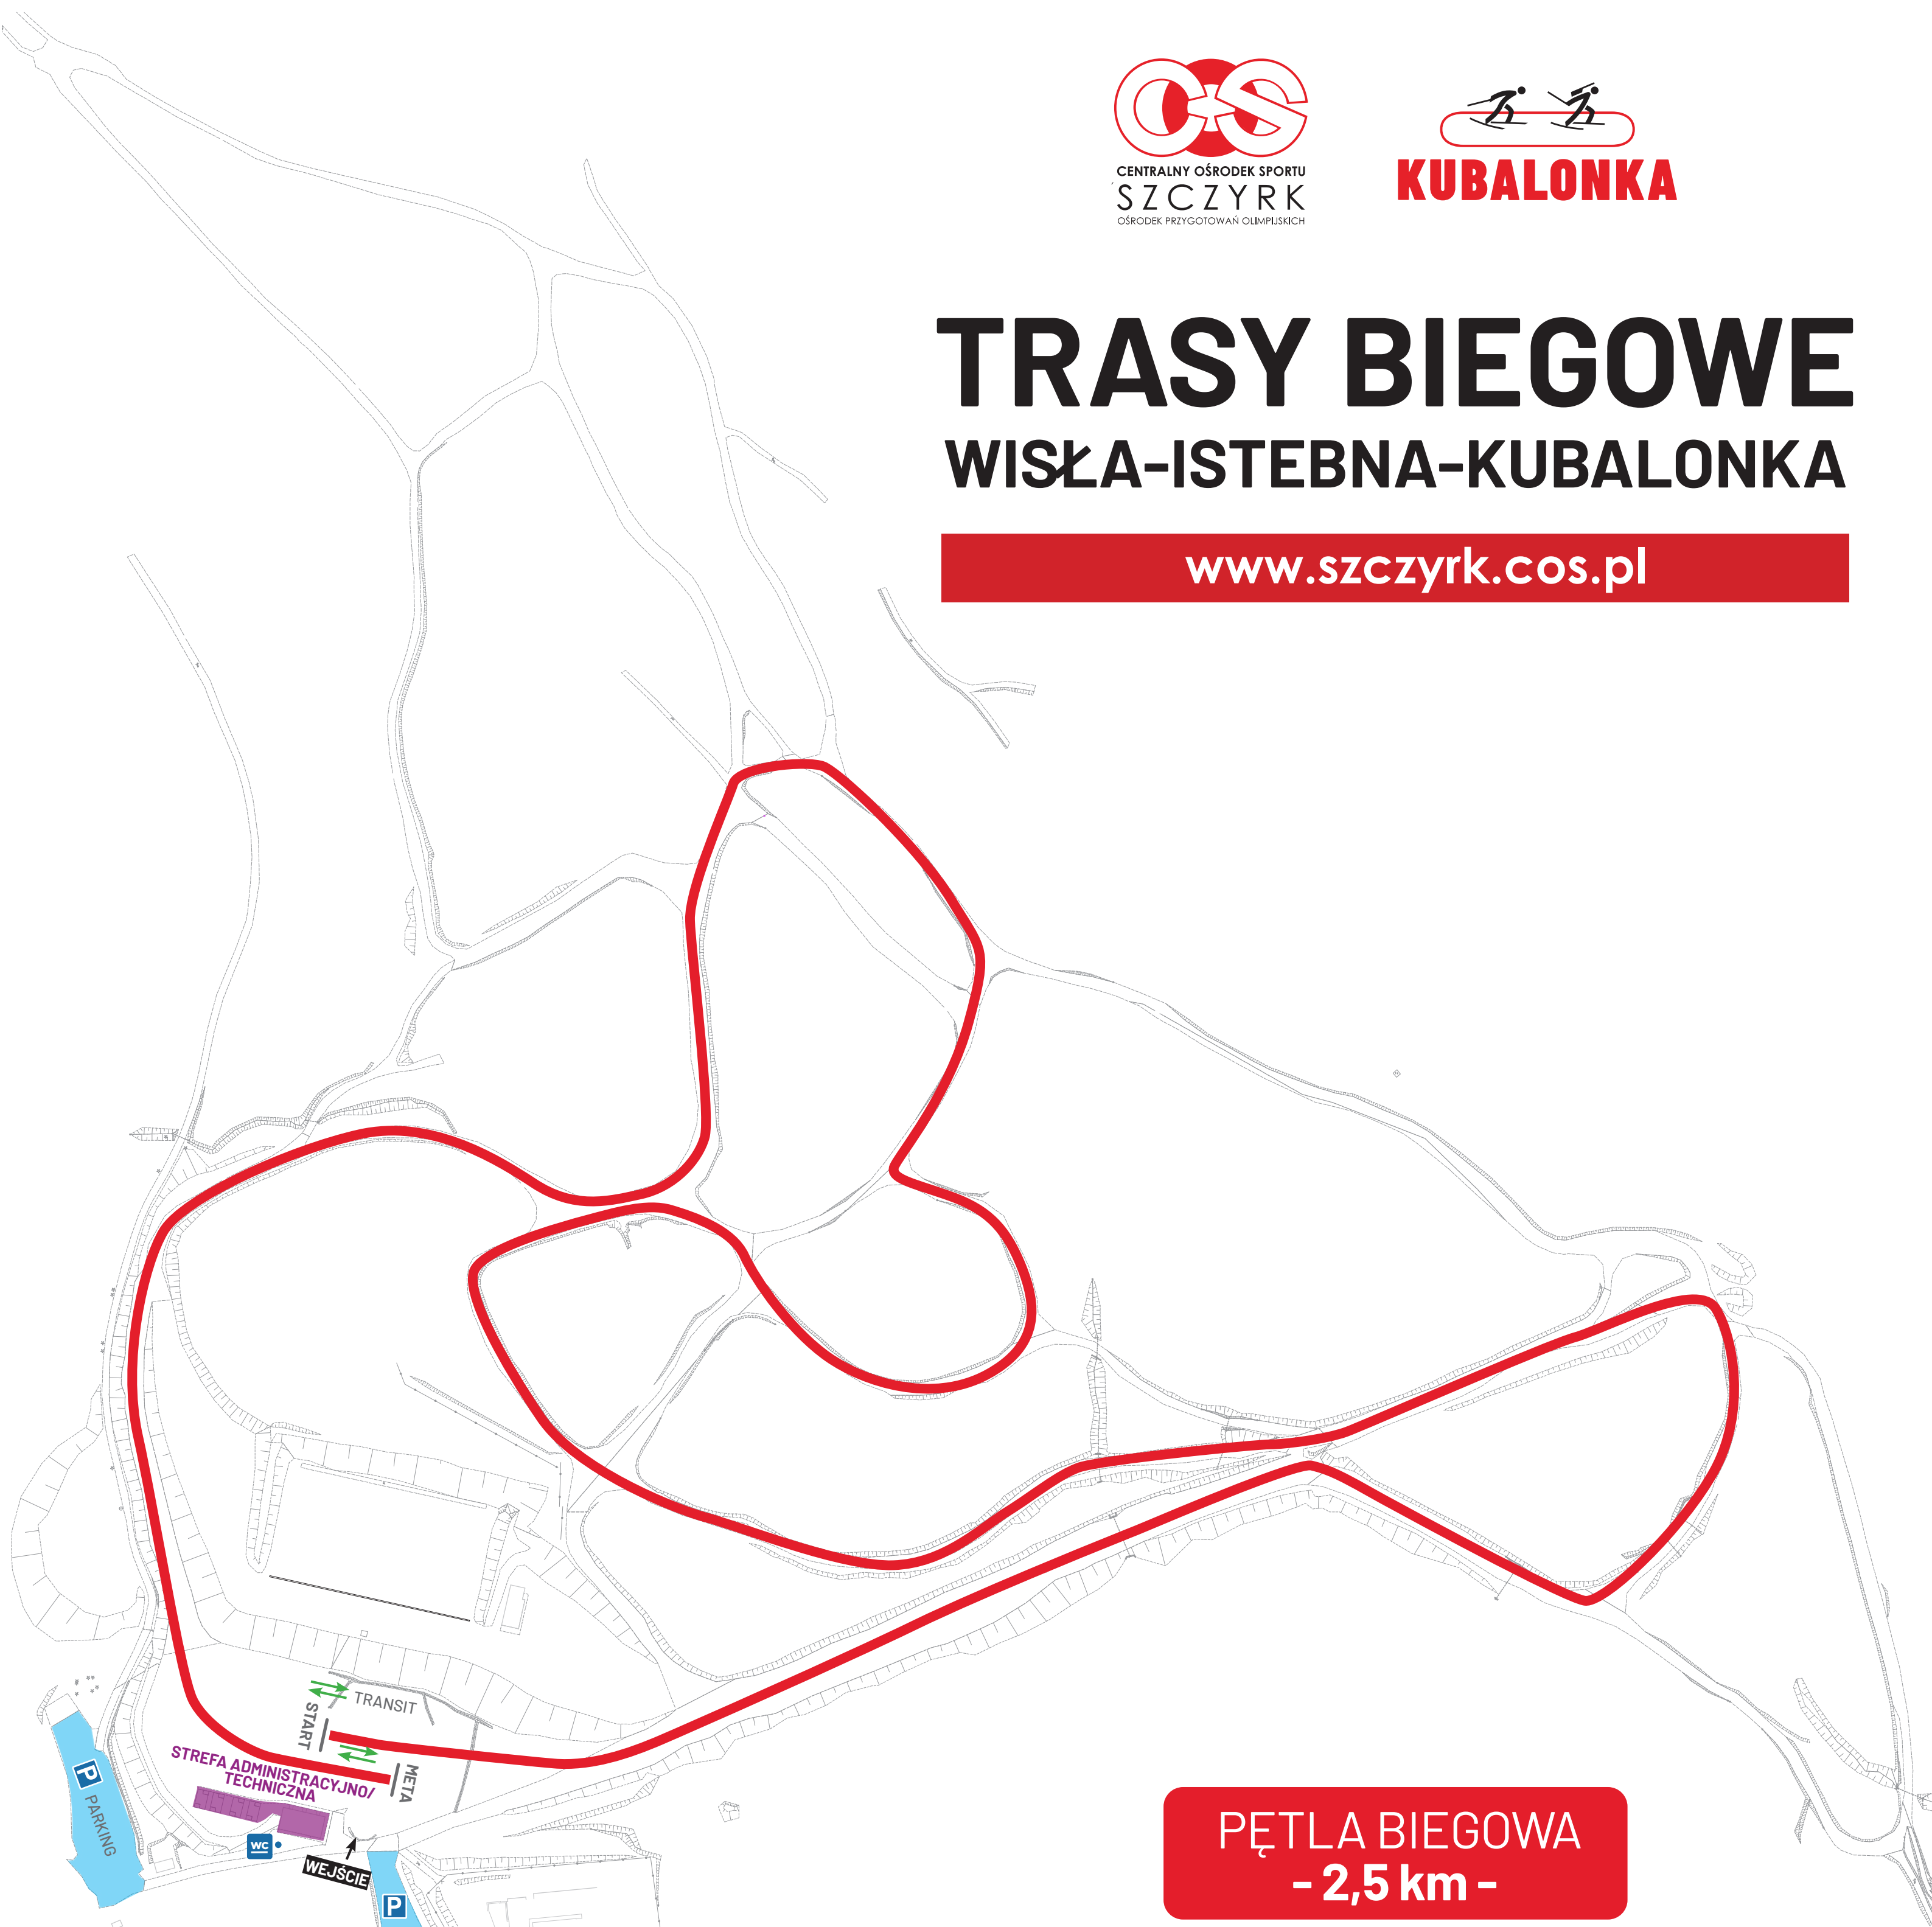 CENTRALNY OŚRODEK SPORTU
SZCZYRK
OŚRODEK PRZYGOTOWAŃ OLIMPIJSKICH
KUBALONKA
TRASY BIEGOWE
WISŁA-ISTEBNA-KUBALONKA
www.szczyrk.cos.pl
TRANSIT
START
META
STREFA ADMINISTRACYJNO/
TECHNICZNA
P
PARKING
WC
WEJŚCIE
P
PĘTLA BIEGOWA
- 2,5 km -